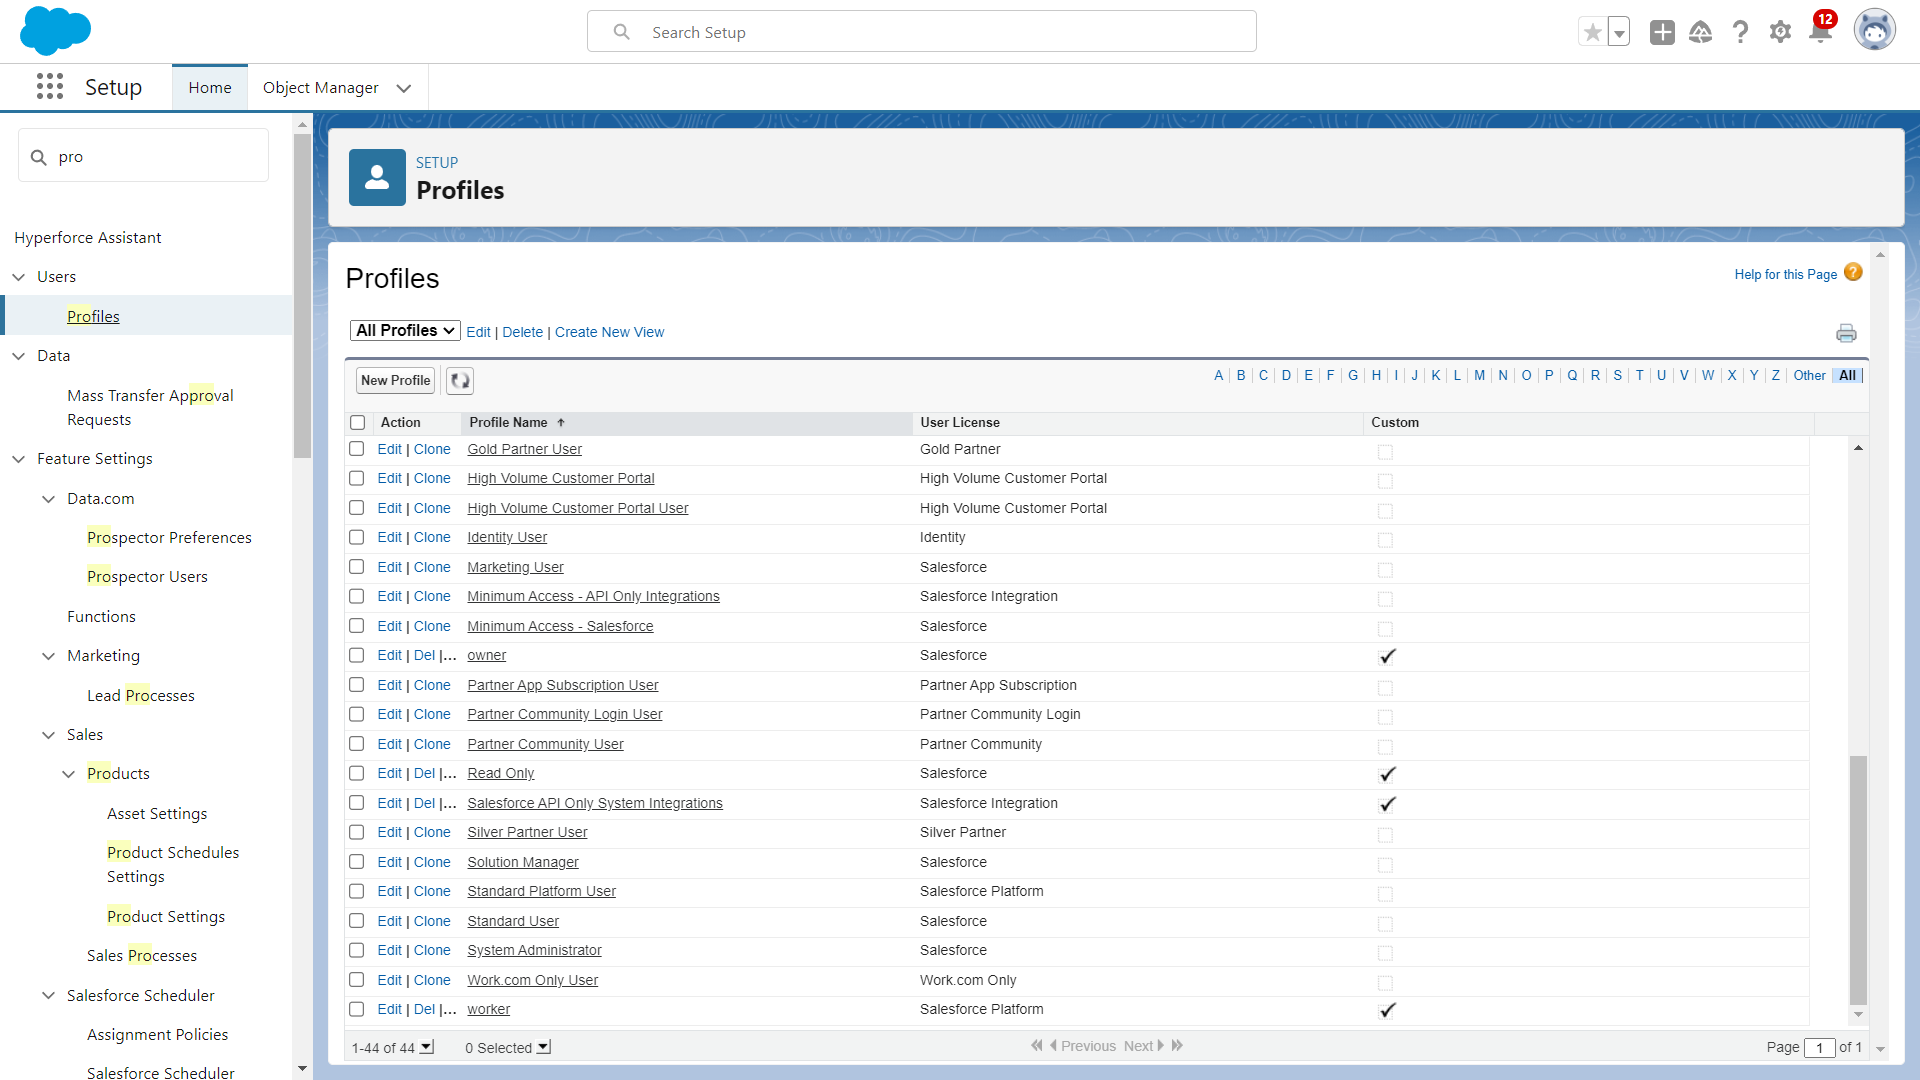 Search Setup
12
Setup
Home
Object Manager
pro
Hyperforce Assistant
Users
Profiles
Data
Mass Transfer Approval
Requests
Feature Settings
Data.com
Prospector Preferences
Prospector Users
Functions
Marketing
Lead Processes
Sales
Products
Asset Settings
Product Schedules
Settings
Product Settings
Sales Processes
Salesforce Scheduler
Assignment Policies
Salesforce Scheduler
SETUP
Profiles
Profiles
Help for this Page ?
All Profiles Edit | Delete | Create New View
New Profile
A | B | C | D | E | F | G | H | I | J | K | L | M | N | O | P | Q | R | S | T | U | V | W | X | Y | Z | Other | All
Action Profile Name User License Custom
Edit | Clone Gold Partner User Gold Partner
Edit | Clone High Volume Customer Portal High Volume Customer Portal
Edit | Clone High Volume Customer Portal User High Volume Customer Portal
Edit | Clone Identity User Identity
Edit | Clone Marketing User Salesforce
Edit | Clone Minimum Access - API Only Integrations Salesforce Integration
Edit | Clone Minimum Access - Salesforce Salesforce
Edit | Del |... owner Salesforce
Edit | Clone Partner App Subscription User Partner App Subscription
Edit | Clone Partner Community Login User Partner Community Login
Edit | Clone Partner Community User Partner Community
Edit | Del |... Read Only Salesforce
Edit | Del |... Salesforce API Only System Integrations Salesforce Integration
Edit | Clone Silver Partner User Silver Partner
Edit | Clone Solution Manager Salesforce
Edit | Clone Standard Platform User Salesforce Platform
Edit | Clone Standard User Salesforce
Edit | Clone System Administrator Salesforce
Edit | Clone Work.com Only User Work.com Only
Edit | Del |... worker Salesforce Platform
1-44 of 44 0 Selected Previous Next Page 1 of 1